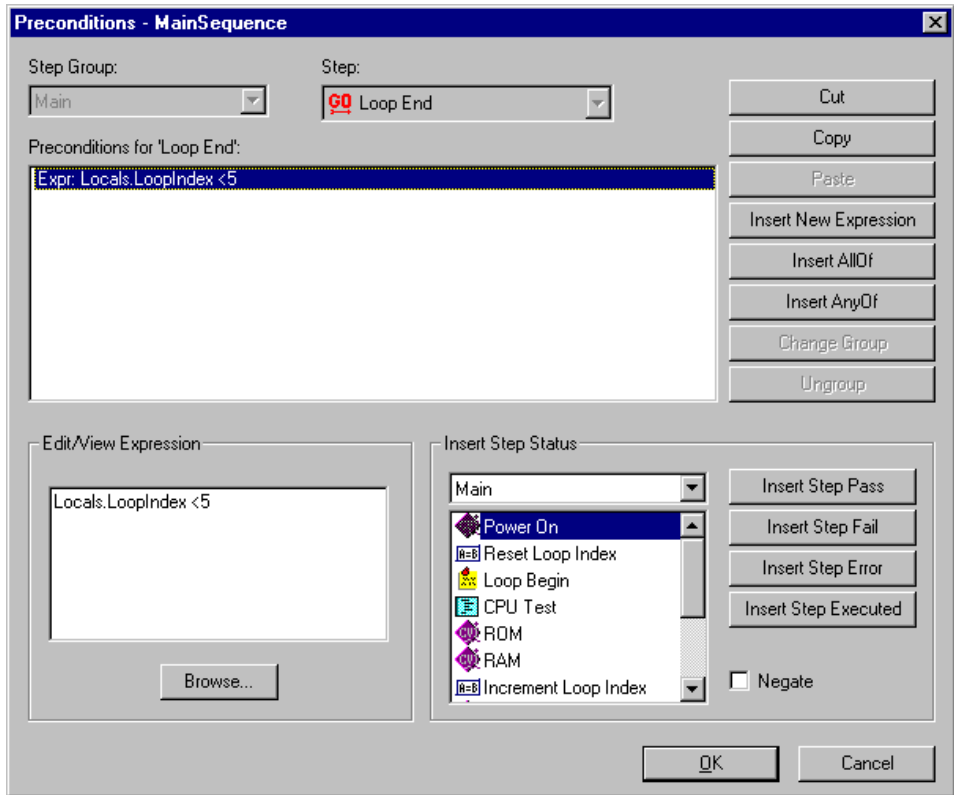 Preconditions - MainSequence
Step Group:
Step:
Main
GO Loop End
Preconditions for 'Loop End':
Expr: Locals.LoopIndex <5
Cut
Copy
Paste
Insert New Expression
Insert AllOf
Insert AnyOf
Change Group
Ungroup
Edit/View Expression
Locals.LoopIndex <5
Browse...
Insert Step Status
Main
Power On
A=B Reset Loop Index
Loop Begin
CPU Test
CVI ROM
CVI RAM
A=B Increment Loop Index
Insert Step Pass
Insert Step Fail
Insert Step Error
Insert Step Executed
Negate
OK
Cancel